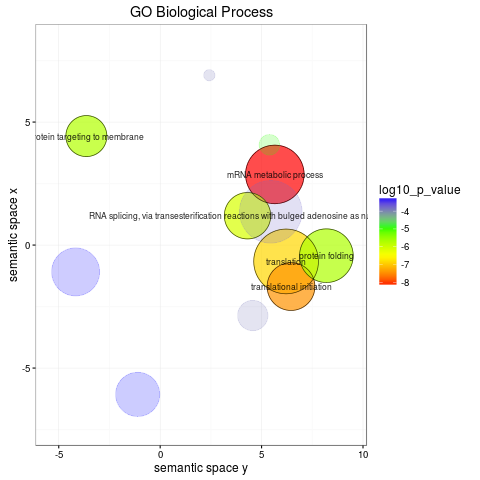 GO Biological Process
semantic space x
5
0
-5
otein targeting to membrane
mRNA metabolic process
RNA splicing, via transesterification reactions with bulged adenosine as n
translation
protein folding
translational initiation
-5
0
5
10
semantic space y
log10_p_value
-4
-5
-6
-7
-8